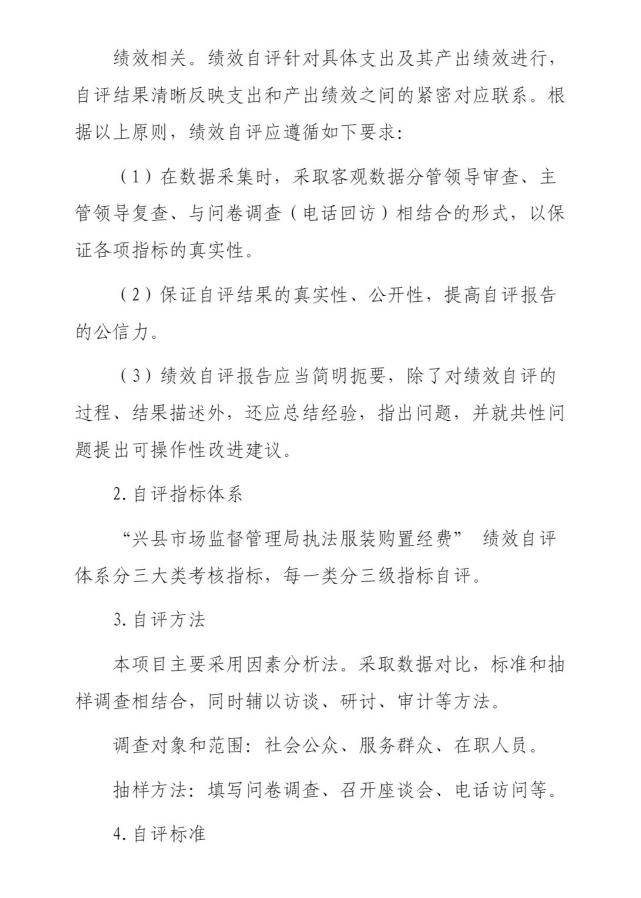 绩效相关。绩效自评针对具体支出及其产出绩效进行，
自评结果清晰反映支出和产出绩效之间的紧密对应联系。根
据以上原则，绩效自评应遵循如下要求：
（1）在数据采集时，采取客观数据分管领导审查、主
管领导复查、与问卷调查（电话回访）相结合的形式，以保
证各项指标的真实性。
（2）保证自评结果的真实性、公开性，提高自评报告
的公信力。
（3）绩效自评报告应当简明扼要，除了对绩效自评的
过程、结果描述外，还应总结经验，指出问题，并就共性问
题提出可操作性改进建议。
2.自评指标体系
“兴县市场监督管理局执法服装购置经费” 绩效自评
体系分三大类考核指标，每一类分三级指标自评。
3.自评方法
本项目主要采用因素分析法。采取数据对比，标准和抽
样调查相结合，同时辅以访谈、研讨、审计等方法。
调查对象和范围：社会公众、服务群众、在职人员。
抽样方法：填写问卷调查、召开座谈会、电话访问等。
4.自评标准